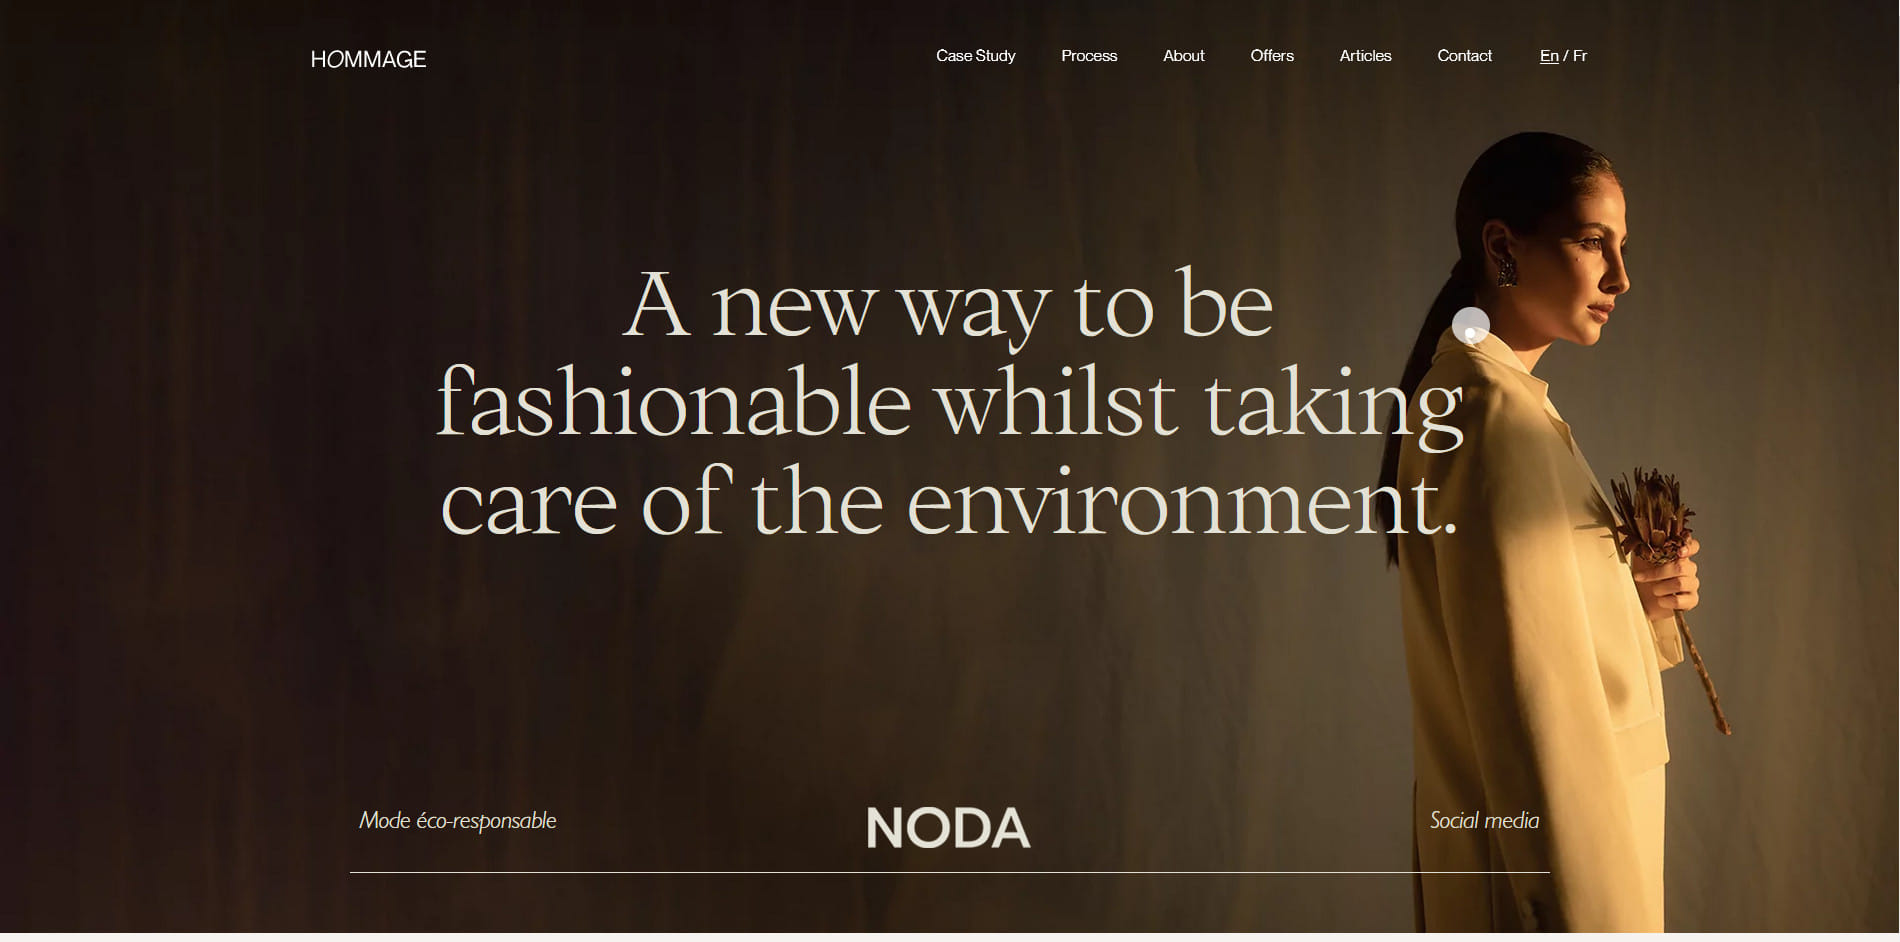 HOMMAGE
Case Study Process About Offers Articles Contact En / Fr
A new way to be
fashionable whilst taking
care of the environment.
Mode éco-responsable NODA Social media